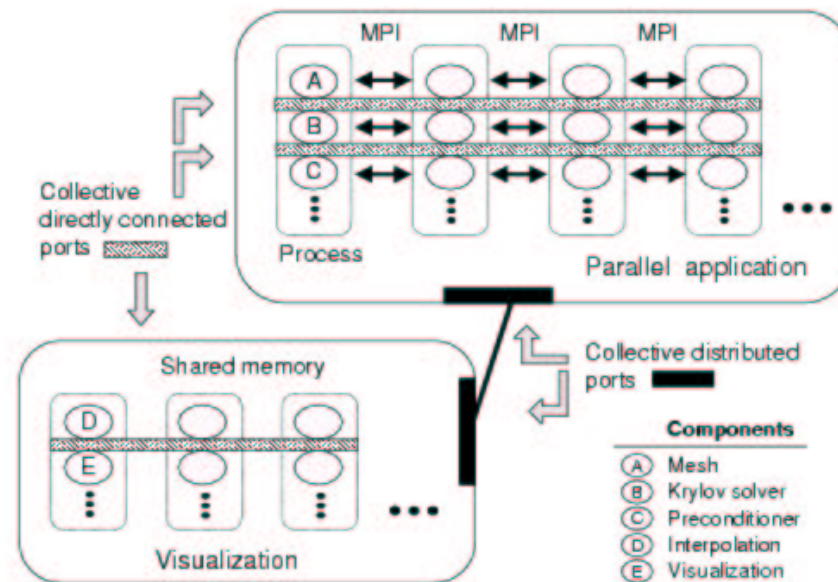 MPI MPI MPI
A
B
C
Collective
directly connected
ports
Process
Parallel application
Shared memory
D
E
Visualization
Collective distributed
ports
Components
A Mesh
B Krylov solver
C Preconditioner
D Interpolation
E Visualization